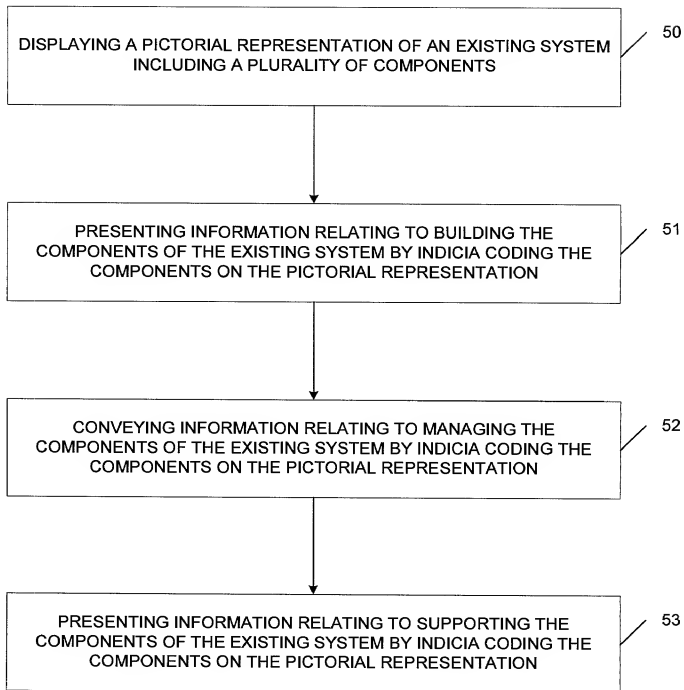 DISPLAYING A PICTORIAL REPRESENTATION OF AN EXISTING SYSTEM
INCLUDING A PLURALITY OF COMPONENTS
50
PRESENTING INFORMATION RELATING TO BUILDING THE
COMPONENTS OF THE EXISTING SYSTEM BY INDICIA CODING THE
COMPONENTS ON THE PICTORIAL REPRESENTATION
51
CONVEYING INFORMATION RELATING TO MANAGING THE
COMPONENTS OF THE EXISTING SYSTEM BY INDICIA CODING THE
COMPONENTS ON THE PICTORIAL REPRESENTATION
52
PRESENTING INFORMATION RELATING TO SUPPORTING THE
COMPONENTS OF THE EXISTING SYSTEM BY INDICIA CODING THE
COMPONENTS ON THE PICTORIAL REPRESENTATION
53